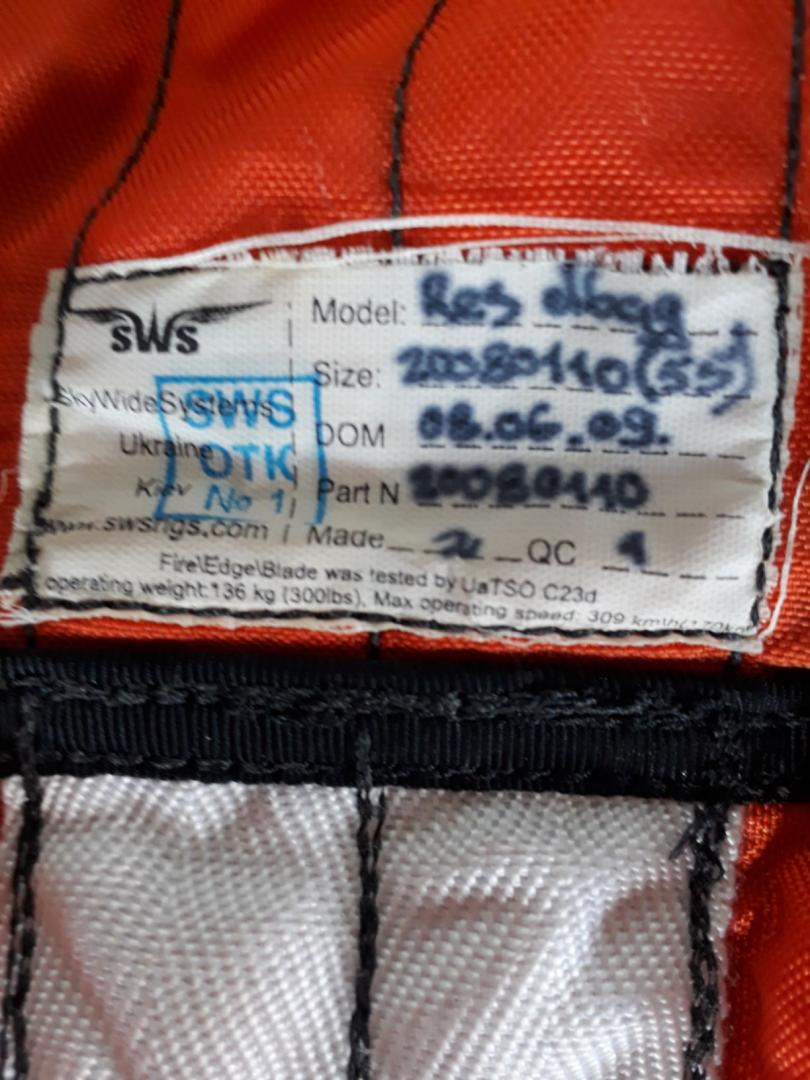 sWs
SkyWideSystems
Ukraine
Kiev
www.swsrigs.com
SWS
OTK
No 1
Model: Res
Size: 20080110(55)
DOM 08.06.09.
Part N 20080110
Made QC 1
Fire\Edge\Blade was tested by UaTSO C23d
operating weight:136 kg (300lbs), Max operating speed: 309 km\h